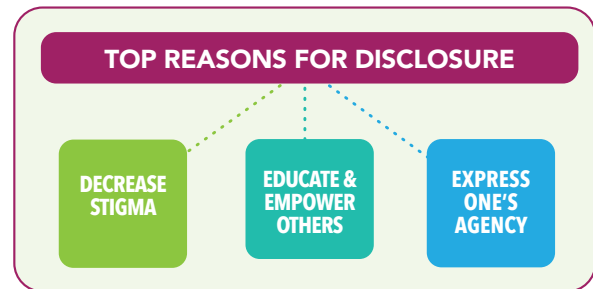 TOP REASONS FOR DISCLOSURE
DECREASE
STIGMA
EDUCATE &
EMPOWER
OTHERS
EXPRESS
ONE'S
AGENCY